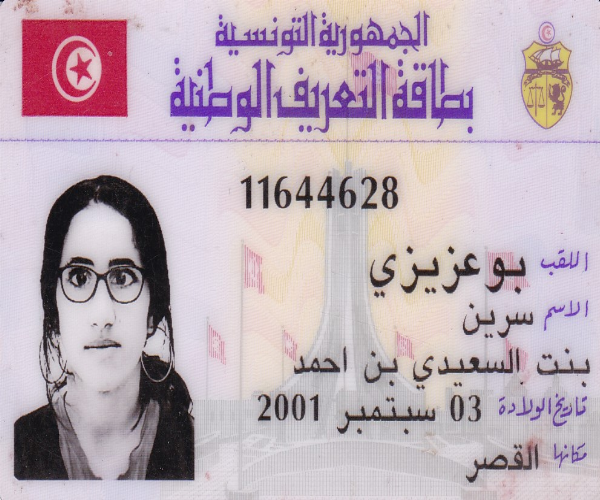 الجمهورية التونسية
بطاقة التعريف الوطنية
11644628
اللقب بوعزيزي
الاسم سرين
بنت السعيدي بن احمد
تاريخ الولادة 03 سبتمبر 2001
مكانها القصر